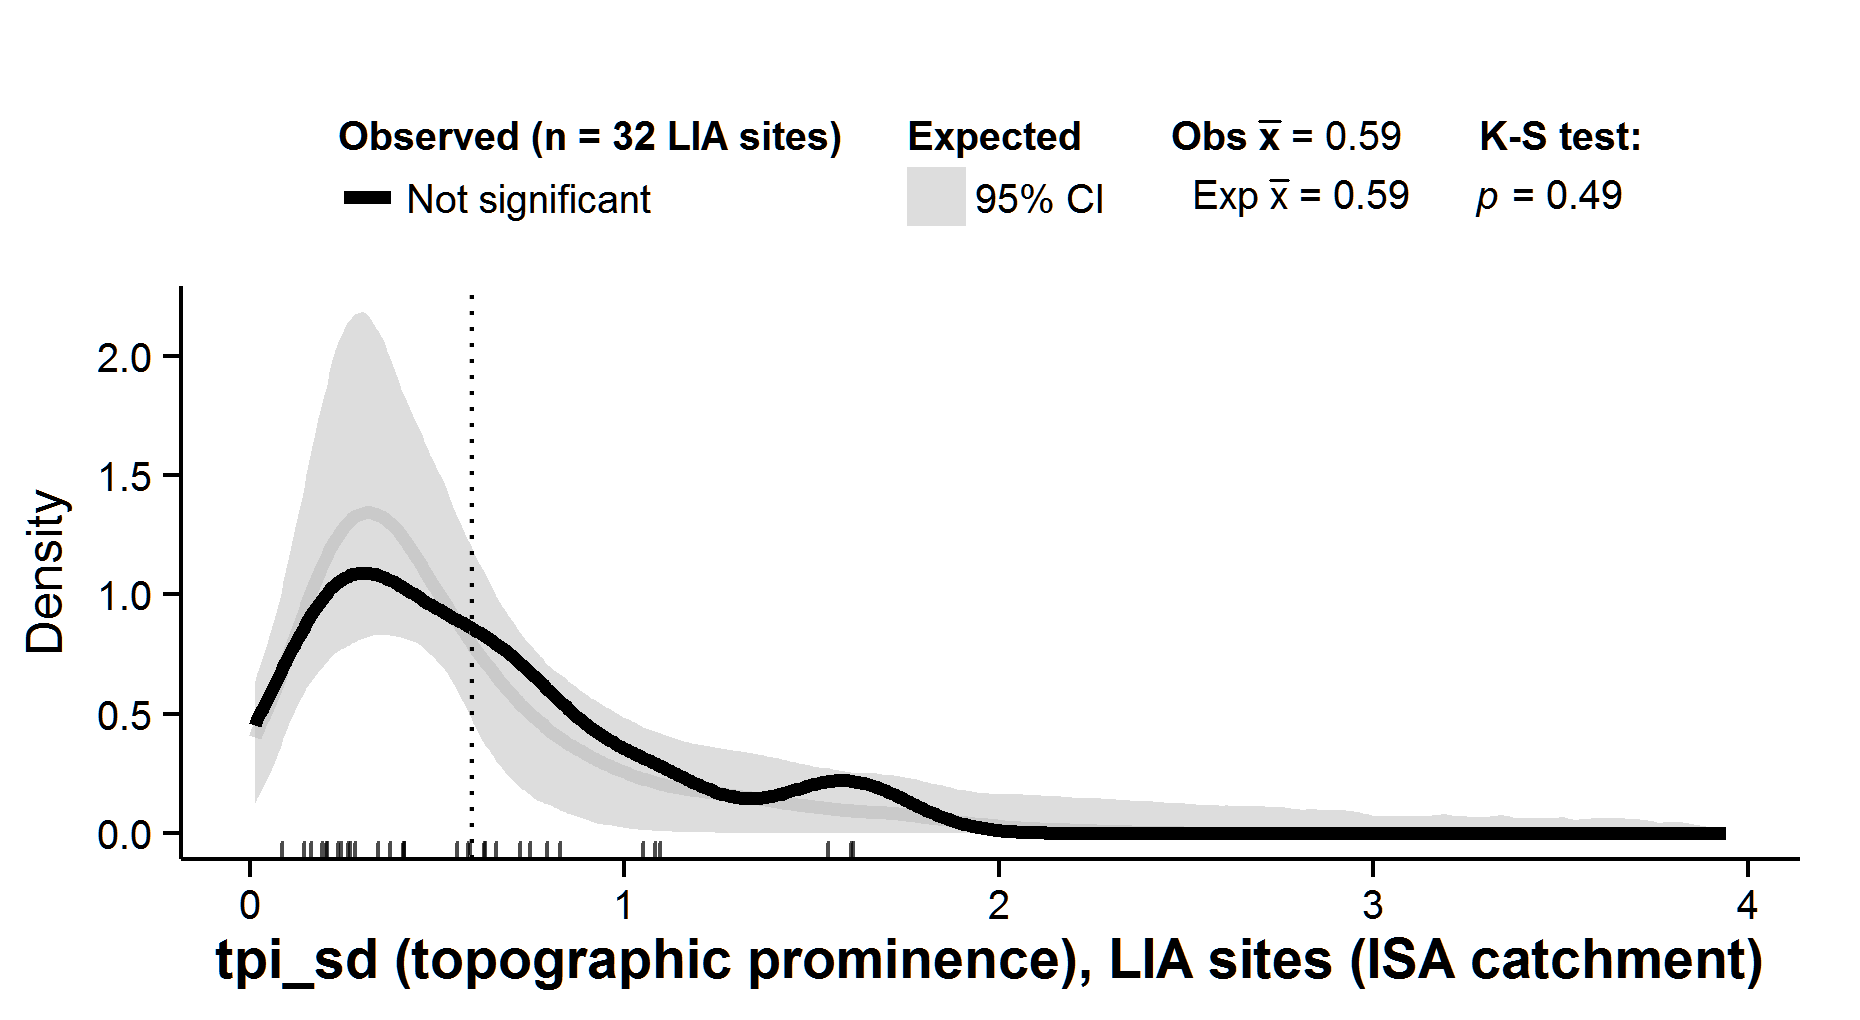 Observed (n = 32 LIA sites) Expected Obs x̅ = 0.59 K-S test:
Not significant 95% CI Exp x̅ = 0.59 p = 0.49
Density
2.0
1.5
1.0
0.5
0.0
0 1 2 3 4
tpi_sd (topographic prominence), LIA sites (ISA catchment)